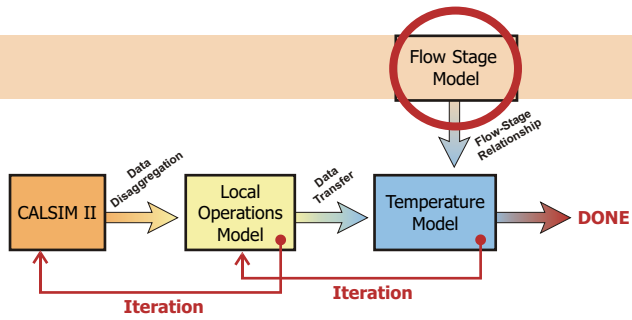 Flow Stage
Model
Flow-Stage
Relationship
Data
Disaggregation
Data
Transfer
CALSIM II
Local
Operations
Model
Temperature
Model
DONE
Iteration
Iteration